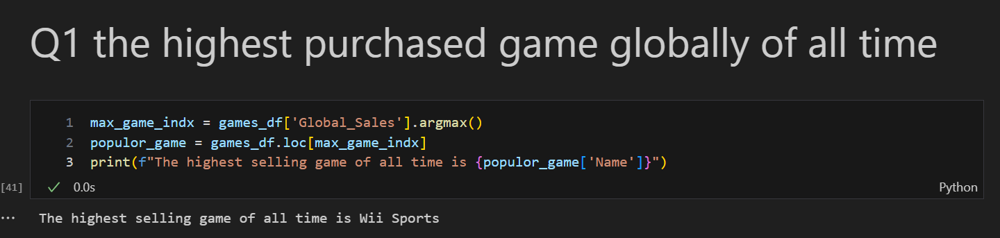 Q1 the highest purchased game globally of all time
1 max_game_indx = games_df['Global_Sales'].argmax()
2 populor_game = games_df.loc[max_game_indx]
3 print(f"The highest selling game of all time is {populor_game['Name']}")
[41] ✓ 0.0s Python
... The highest selling game of all time is Wii Sports